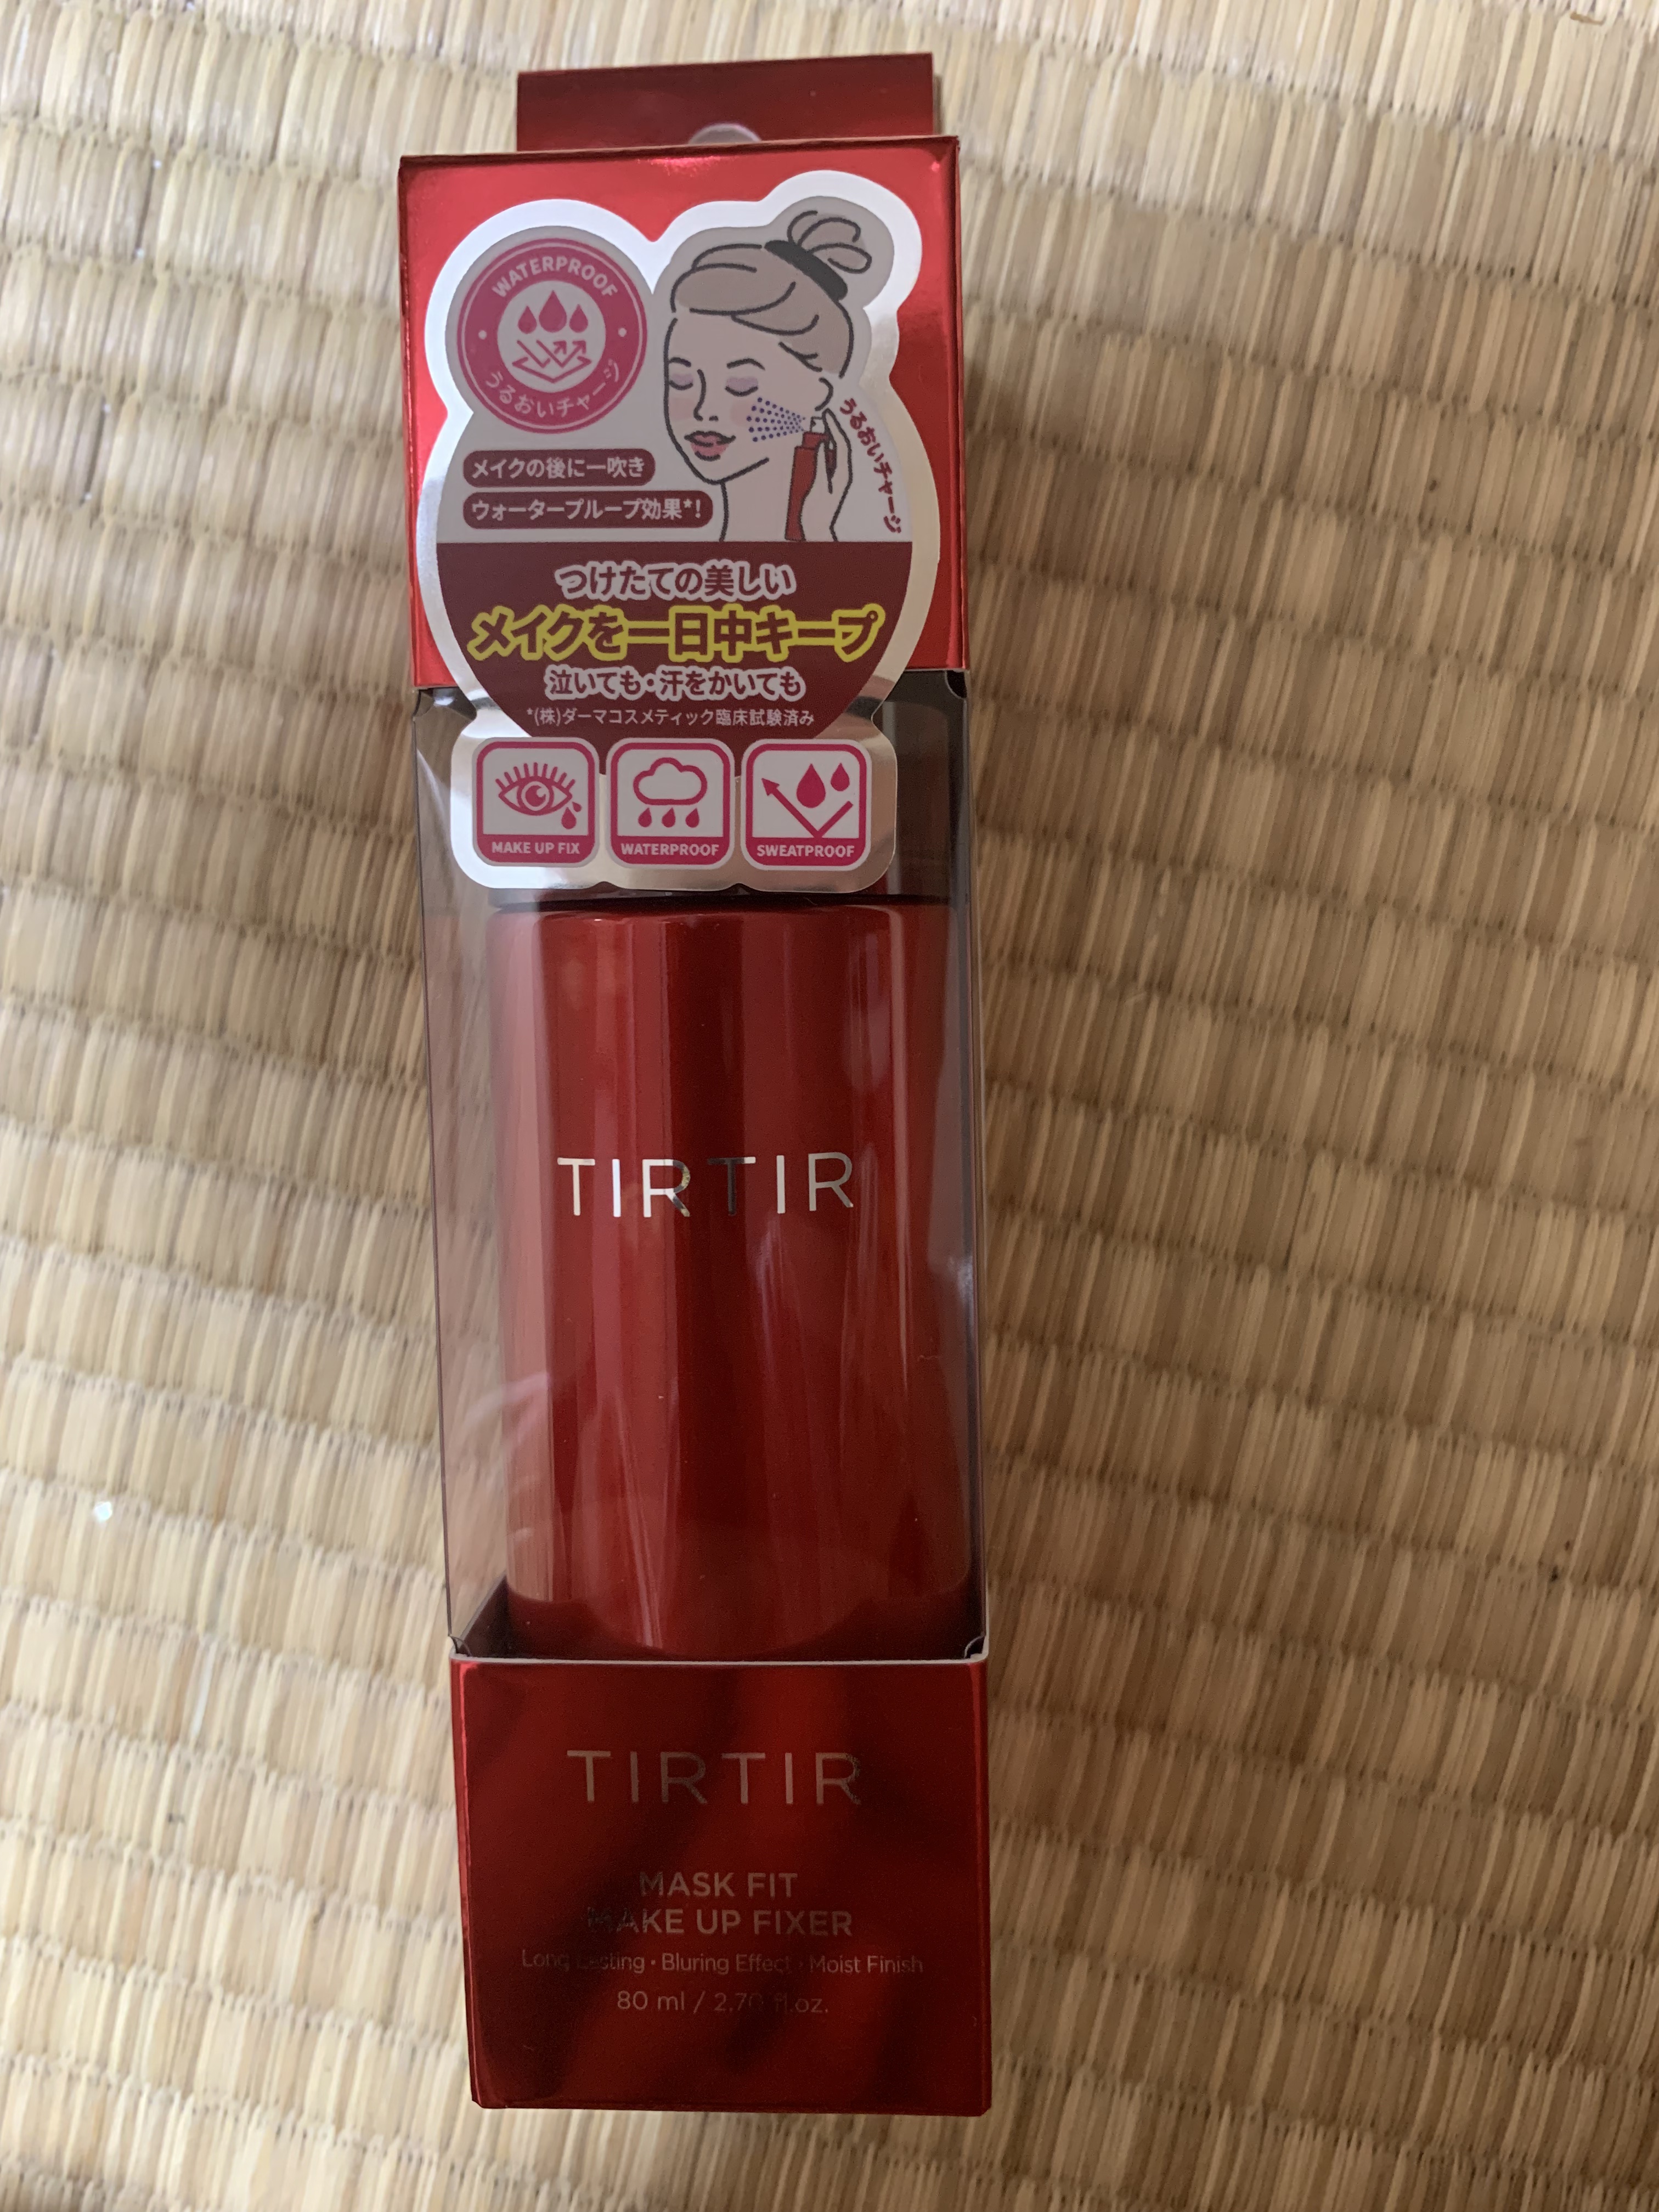 WATERPROOF
うるおいチャージ
うるおいチャージ
メイクの後に一吹き
ウォータープルーフ効果*!
つけたての美しい
メイクを一日中キープ
泣いても・汗をかいても
*(株)ダーマコスメティック臨床試験済み
MAKE UP FIX
WATERPROOF
SWEATPROOF
TIRTIR
TIRTIR
MASK FIT
MAKE UP FIXER
Long Lasting · Bluring Effect · Moist Finish
80 ml / 2.70 fl.oz.